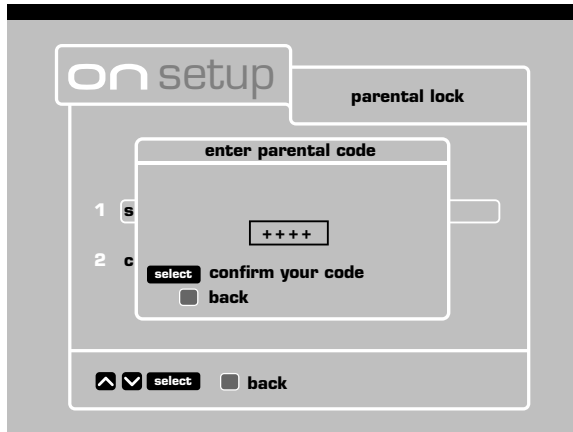 on setup
parental lock
enter parental code
1 s
++++
2 c
select confirm your code
back
select back